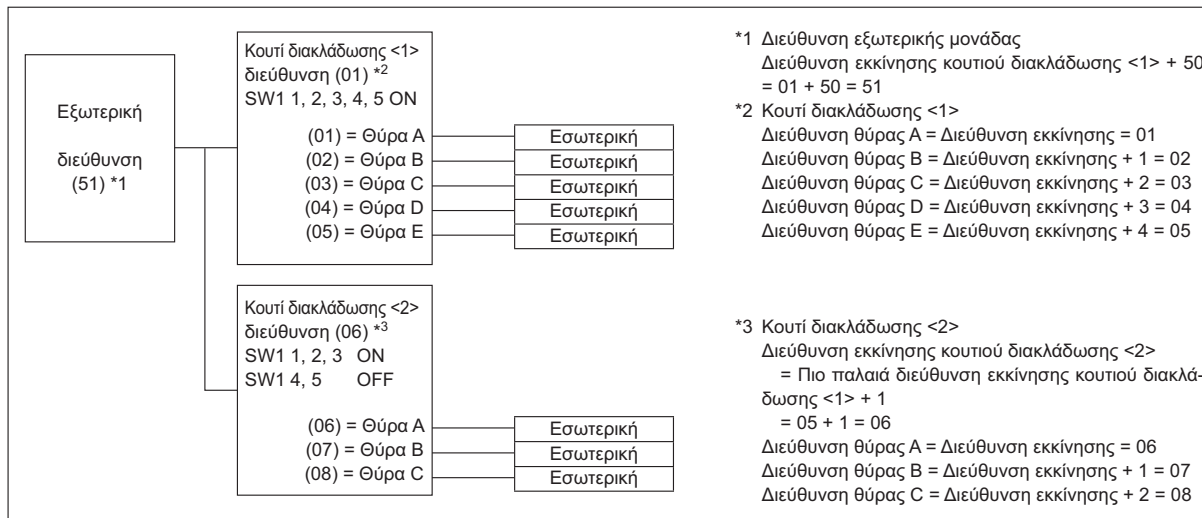 Εξωτερική
διεύθυνση
(51) *1
Κουτί διακλάδωσης <1>
διεύθυνση (01) *2
SW1 1, 2, 3, 4, 5 ON
(01) = Θύρα A
Εσωτερική
(02) = Θύρα B
Εσωτερική
(03) = Θύρα C
Εσωτερική
(04) = Θύρα D
Εσωτερική
(05) = Θύρα E
Εσωτερική
Κουτί διακλάδωσης <2>
διεύθυνση (06) *3
SW1 1, 2, 3 ON
SW1 4, 5 OFF
(06) = Θύρα A
Εσωτερική
(07) = Θύρα B
Εσωτερική
(08) = Θύρα C
Εσωτερική
*1 Διεύθυνση εξωτερικής μονάδας
Διεύθυνση εκκίνησης κουτιού διακλάδωσης <1> + 50
= 01 + 50 = 51
*2 Κουτί διακλάδωσης <1>
Διεύθυνση θύρας A = Διεύθυνση εκκίνησης = 01
Διεύθυνση θύρας B = Διεύθυνση εκκίνησης + 1 = 02
Διεύθυνση θύρας C = Διεύθυνση εκκίνησης + 2 = 03
Διεύθυνση θύρας D = Διεύθυνση εκκίνησης + 3 = 04
Διεύθυνση θύρας E = Διεύθυνση εκκίνησης + 4 = 05
*3 Κουτί διακλάδωσης <2>
Διεύθυνση εκκίνησης κουτιού διακλάδωσης <2>
= Πιο παλαιά διεύθυνση εκκίνησης κουτιού διακλά-
δωσης <1> + 1
= 05 + 1 = 06
Διεύθυνση θύρας A = Διεύθυνση εκκίνησης = 06
Διεύθυνση θύρας B = Διεύθυνση εκκίνησης + 1 = 07
Διεύθυνση θύρας C = Διεύθυνση εκκίνησης + 2 = 08